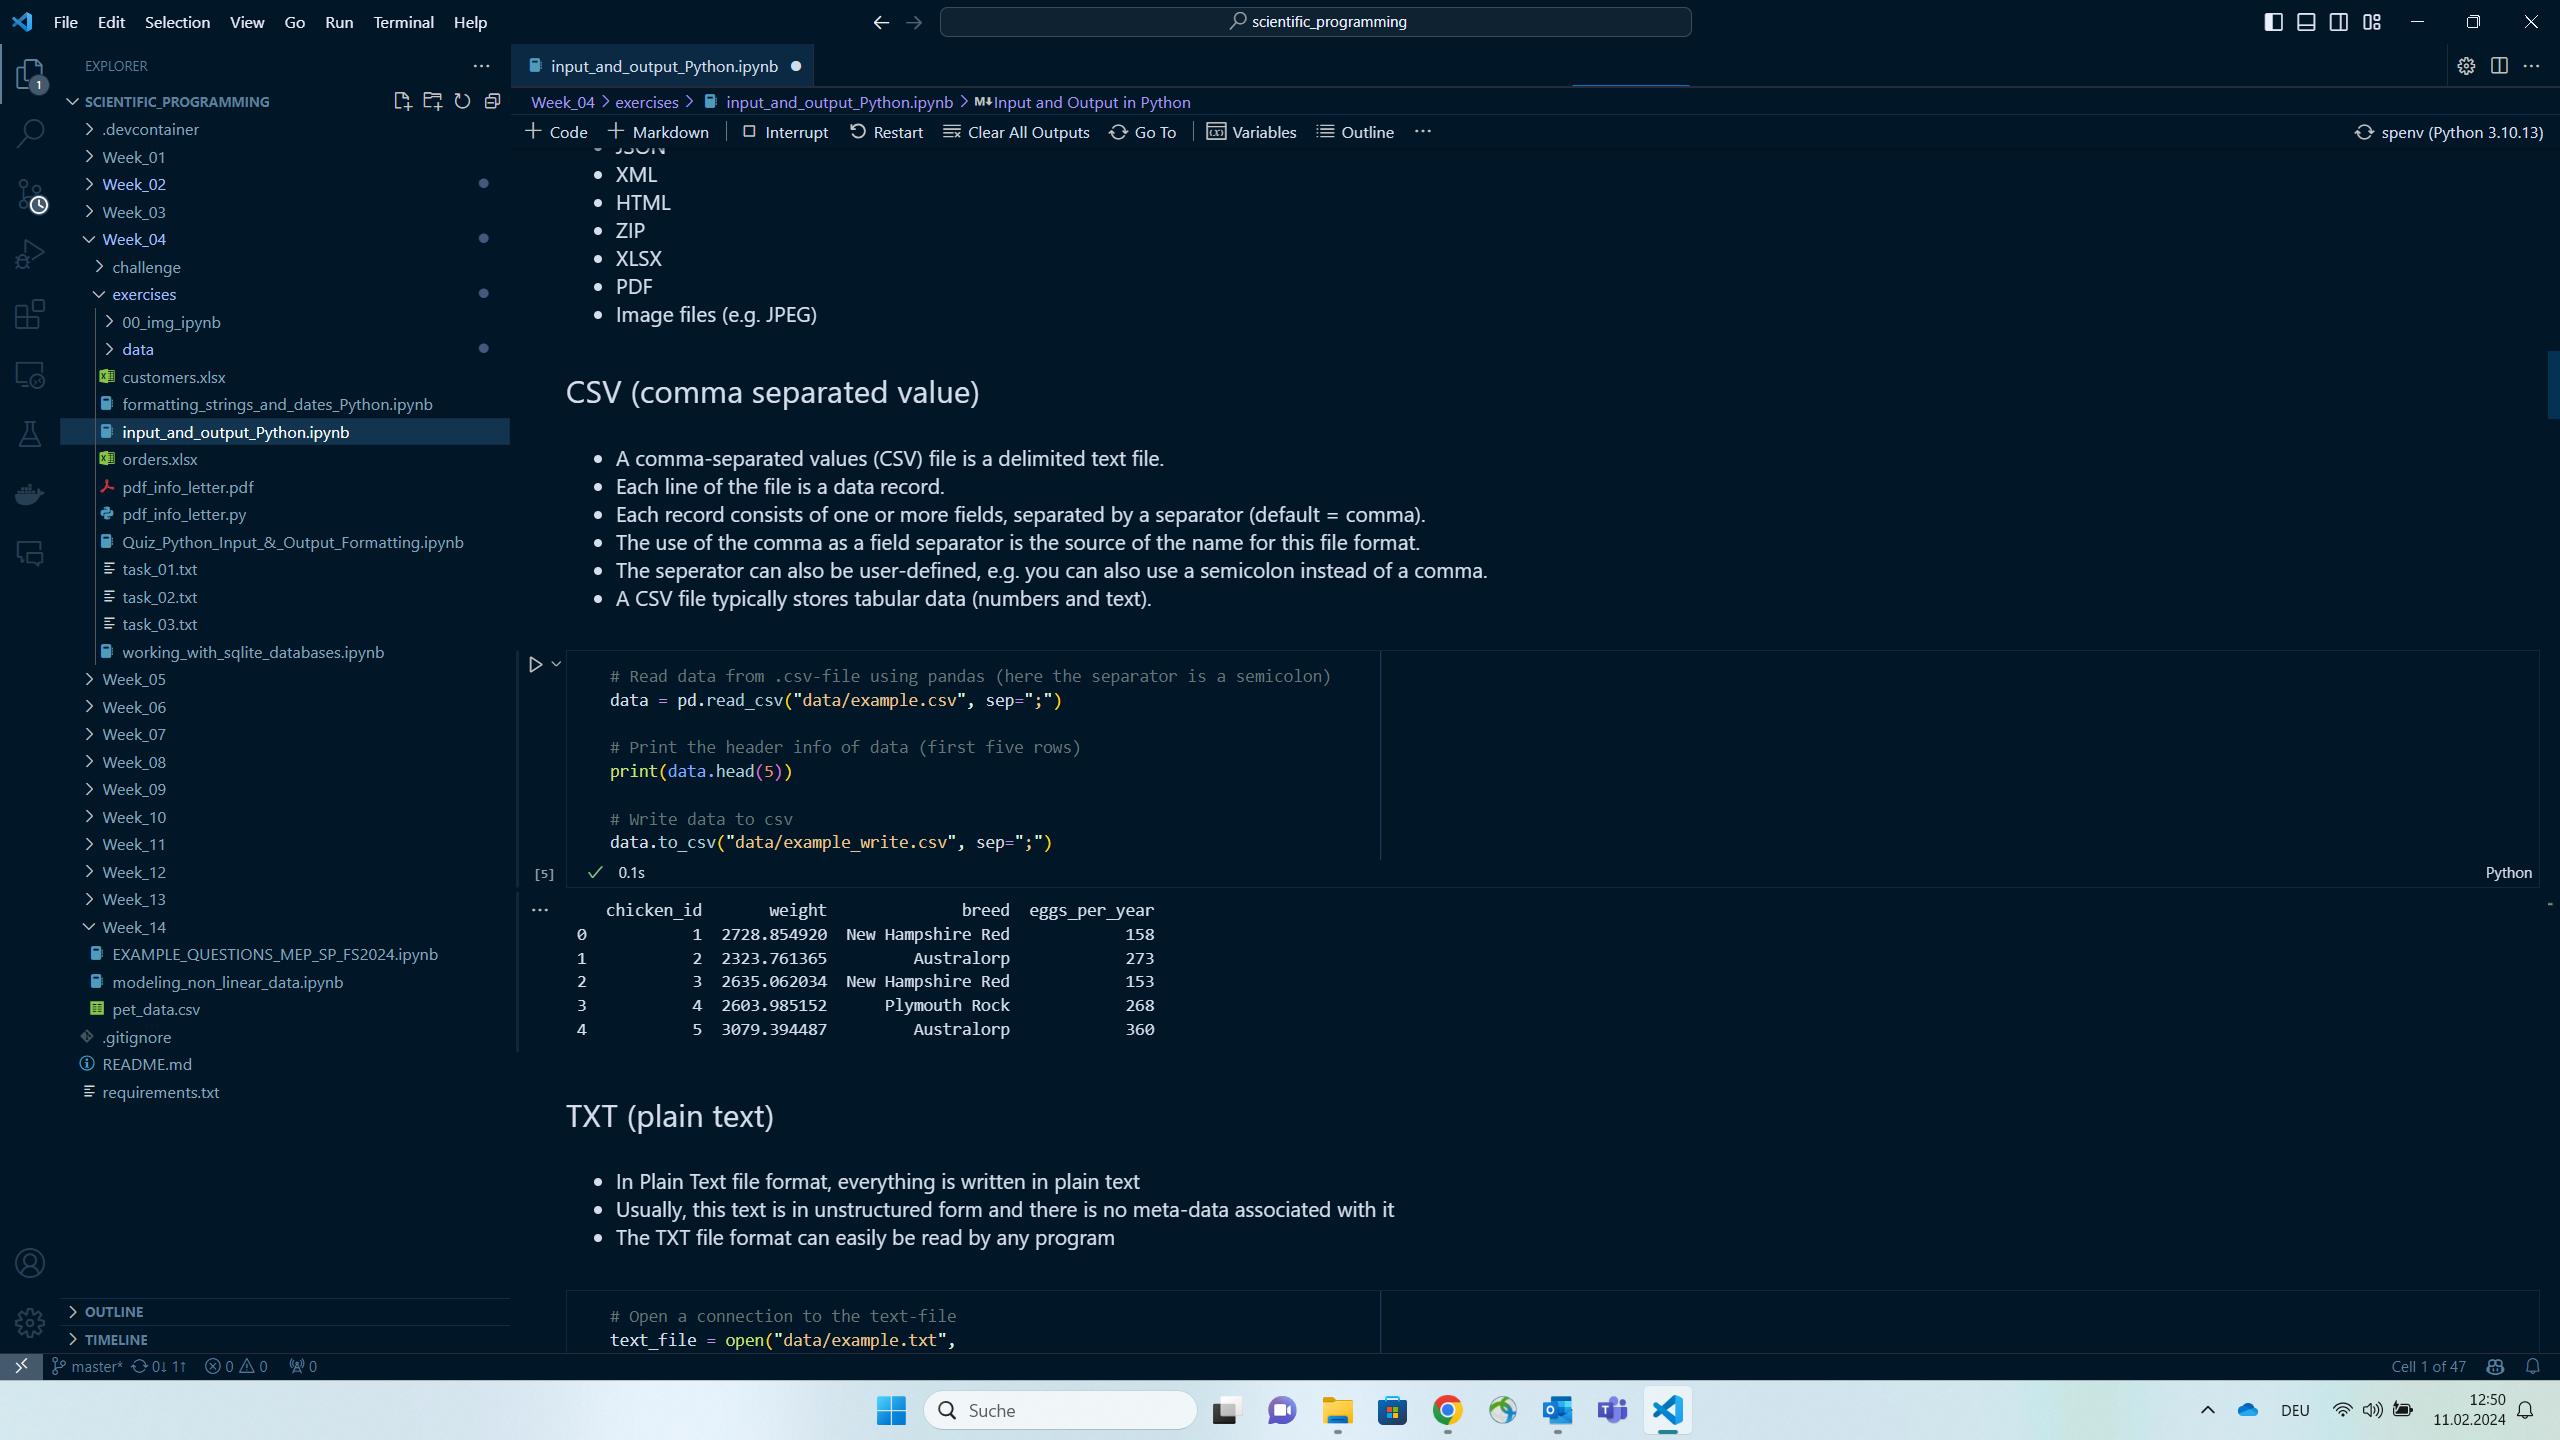 File Edit Selection View Go Run Terminal Help
scientific_programming
EXPLORER
input_and_output_Python.ipynb
SCIENTIFIC_PROGRAMMING
.devcontainer
Week_01
Week_02
Week_03
Week_04
challenge
exercises
00_img_ipynb
data
customers.xlsx
formatting_strings_and_dates_Python.ipynb
input_and_output_Python.ipynb
orders.xlsx
pdf_info_letter.pdf
pdf_info_letter.py
Quiz_Python_Input_&_Output_Formatting.ipynb
task_01.txt
task_02.txt
task_03.txt
working_with_sqlite_databases.ipynb
Week_05
Week_06
Week_07
Week_08
Week_09
Week_10
Week_11
Week_12
Week_13
Week_14
EXAMPLE_QUESTIONS_MEP_SP_FS2024.ipynb
modeling_non_linear_data.ipynb
pet_data.csv
.gitignore
README.md
requirements.txt
OUTLINE
TIMELINE
1
Week_04 > exercises > input_and_output_Python.ipynb > M↓Input and Output in Python
+ Code + Markdown Interrupt Restart Clear All Outputs Go To Variables Outline ···
spenv (Python 3.10.13)
JSON
XML
HTML
ZIP
XLSX
PDF
Image files (e.g. JPEG)
CSV (comma separated value)
A comma-separated values (CSV) file is a delimited text file.
Each line of the file is a data record.
Each record consists of one or more fields, separated by a separator (default = comma).
The use of the comma as a field separator is the source of the name for this file format.
The seperator can also be user-defined, e.g. you can also use a semicolon instead of a comma.
A CSV file typically stores tabular data (numbers and text).
# Read data from .csv-file using pandas (here the separator is a semicolon)
data = pd.read_csv("data/example.csv", sep=";")
# Print the header info of data (first five rows)
print(data.head(5))
# Write data to csv
data.to_csv("data/example_write.csv", sep=";")
[5] 0.1s
Python
chicken_id weight breed eggs_per_year
0 1 2728.854920 New Hampshire Red 158
1 2 2323.761365 Australorp 273
2 3 2635.062034 New Hampshire Red 153
3 4 2603.985152 Plymouth Rock 268
4 5 3079.394487 Australorp 360
TXT (plain text)
In Plain Text file format, everything is written in plain text
Usually, this text is in unstructured form and there is no meta-data associated with it
The TXT file format can easily be read by any program
# Open a connection to the text-file
text_file = open("data/example.txt",
master* 0↓ 1↑ 0 0 0
Cell 1 of 47
Suche
DEU
12:50
11.02.2024